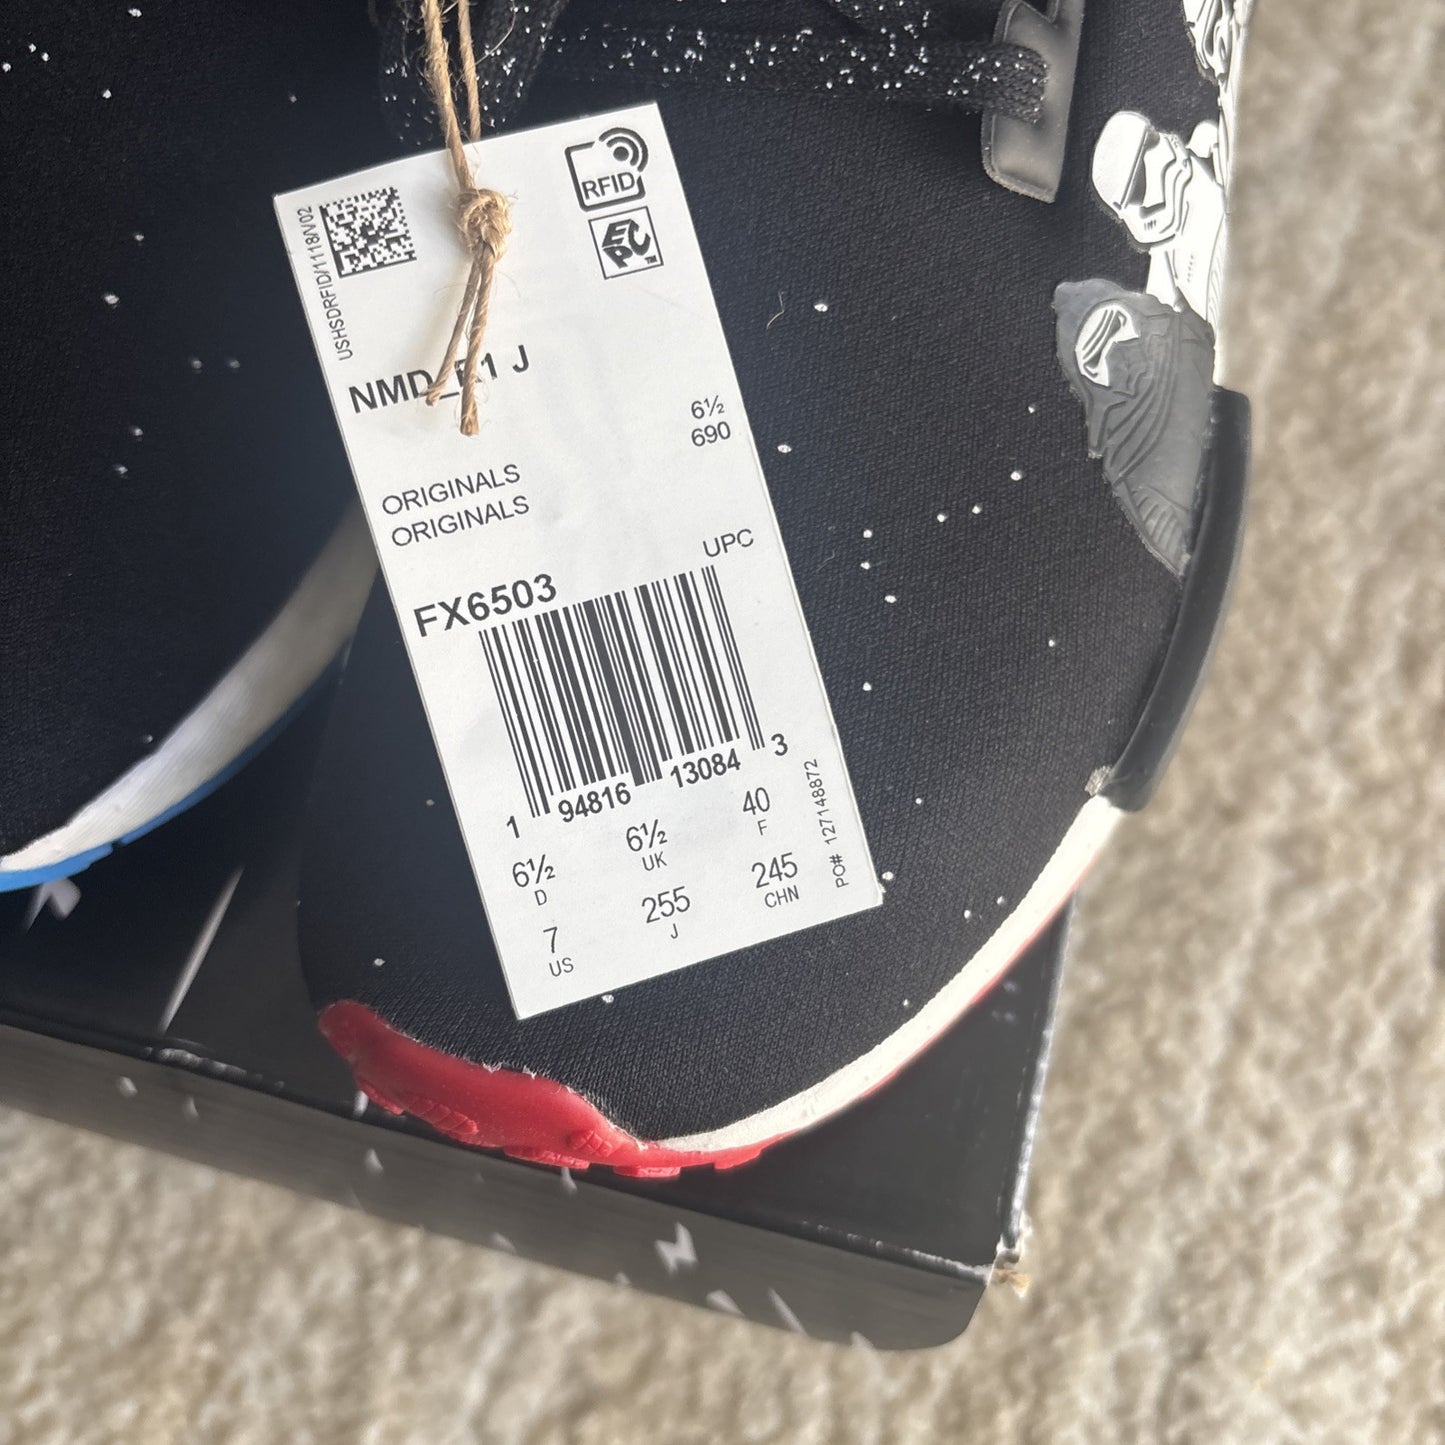 RFID
EPC™
USHSDRFID/1118/V02
NMD_R1 J
6½
690
ORIGINALS
ORIGINALS
UPC
FX6503
1 94816 13084 3
6½ D
6½ UK
40 F
7 US
255 J
245 CHN
PO# 127148872